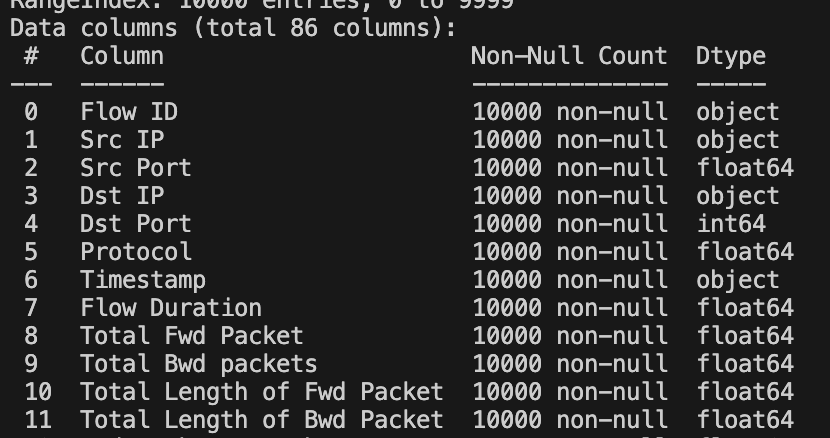 RangeIndex: 10000 entries, 0 to 9999
Data columns (total 86 columns):
 #   Column                       Non-Null Count  Dtype
---  ------                       --------------  -----
 0   Flow ID                      10000 non-null  object
 1   Src IP                       10000 non-null  object
 2   Src Port                     10000 non-null  float64
 3   Dst IP                       10000 non-null  object
 4   Dst Port                     10000 non-null  int64
 5   Protocol                     10000 non-null  float64
 6   Timestamp                    10000 non-null  object
 7   Flow Duration                10000 non-null  float64
 8   Total Fwd Packet             10000 non-null  float64
 9   Total Bwd packets            10000 non-null  float64
 10  Total Length of Fwd Packet   10000 non-null  float64
 11  Total Length of Bwd Packet   10000 non-null  float64